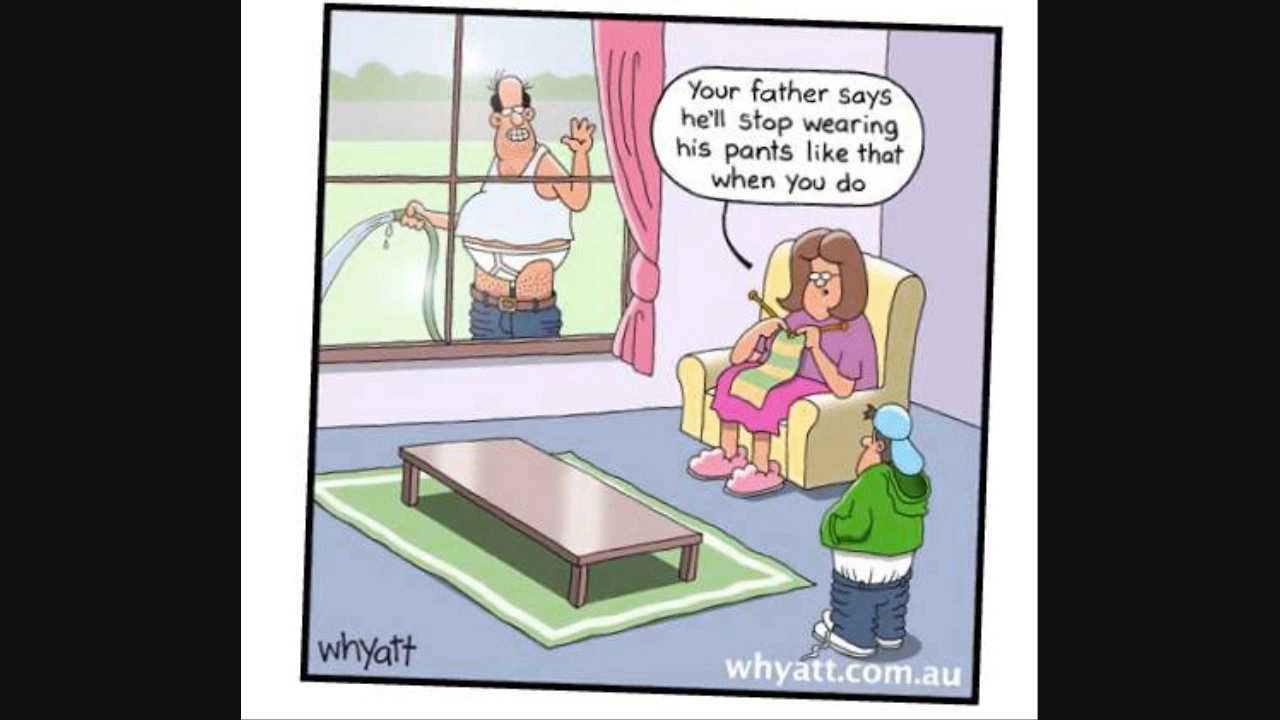 Your father says
he'll stop wearing
his pants like that
when you do
whyatt
whyatt.com.au